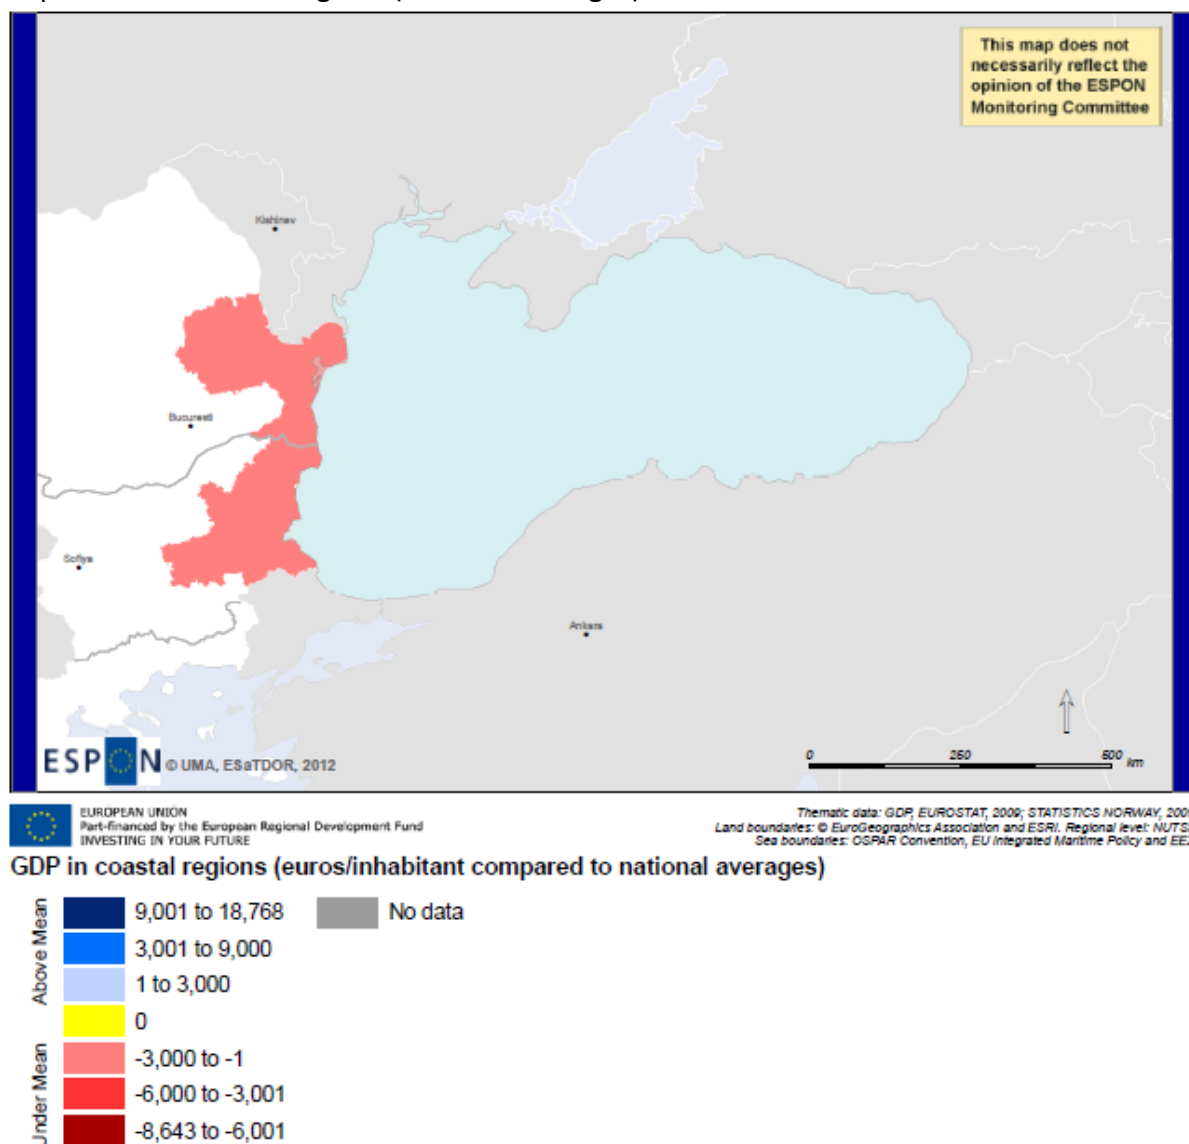 This map does not
necessarily reflect the
opinion of the ESPON
Monitoring Committee
Kishinev
Bucuresti
Sofiya
Ankara
0 250 500 km
ESPON © UMA, ESaTDOR, 2012
EUROPEAN UNION
Part-financed by the European Regional Development Fund
INVESTING IN YOUR FUTURE
Thematic data: GDP, EUROSTAT, 2009; STATISTICS NORWAY, 200
Land boundaries: © EuroGeographics Association and ESRI. Regional level: NUTS
Sea boundaries: OSPAR Convention, EU Integrated Maritime Policy and EE
GDP in coastal regions (euros/inhabitant compared to national averages)
Above Mean
9,001 to 18,768
No data
3,001 to 9,000
1 to 3,000
0
Under Mean
-3,000 to -1
-6,000 to -3,001
-8,643 to -6,001